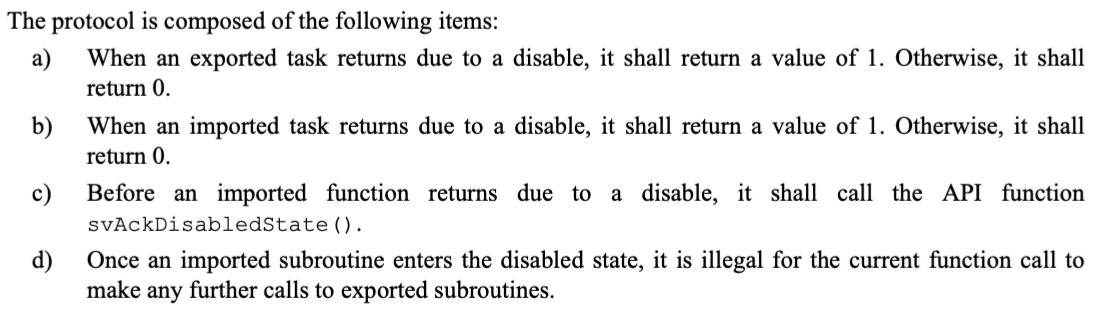 The protocol is composed of the following items:
a) When an exported task returns due to a disable, it shall return a value of 1. Otherwise, it shall
return 0.
b) When an imported task returns due to a disable, it shall return a value of 1. Otherwise, it shall
return 0.
c) Before an imported function returns due to a disable, it shall call the API function
svAckDisabledState().
d) Once an imported subroutine enters the disabled state, it is illegal for the current function call to
make any further calls to exported subroutines.